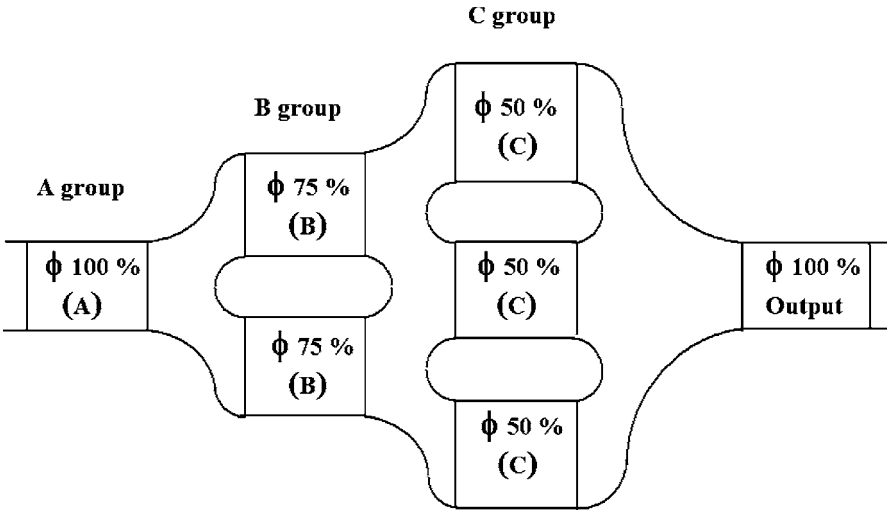 C group
B group
A group
ϕ 50 %
(C)
ϕ 75 %
(B)
ϕ 100 %
(A)
ϕ 50 %
(C)
ϕ 100 %
Output
ϕ 75 %
(B)
ϕ 50 %
(C)